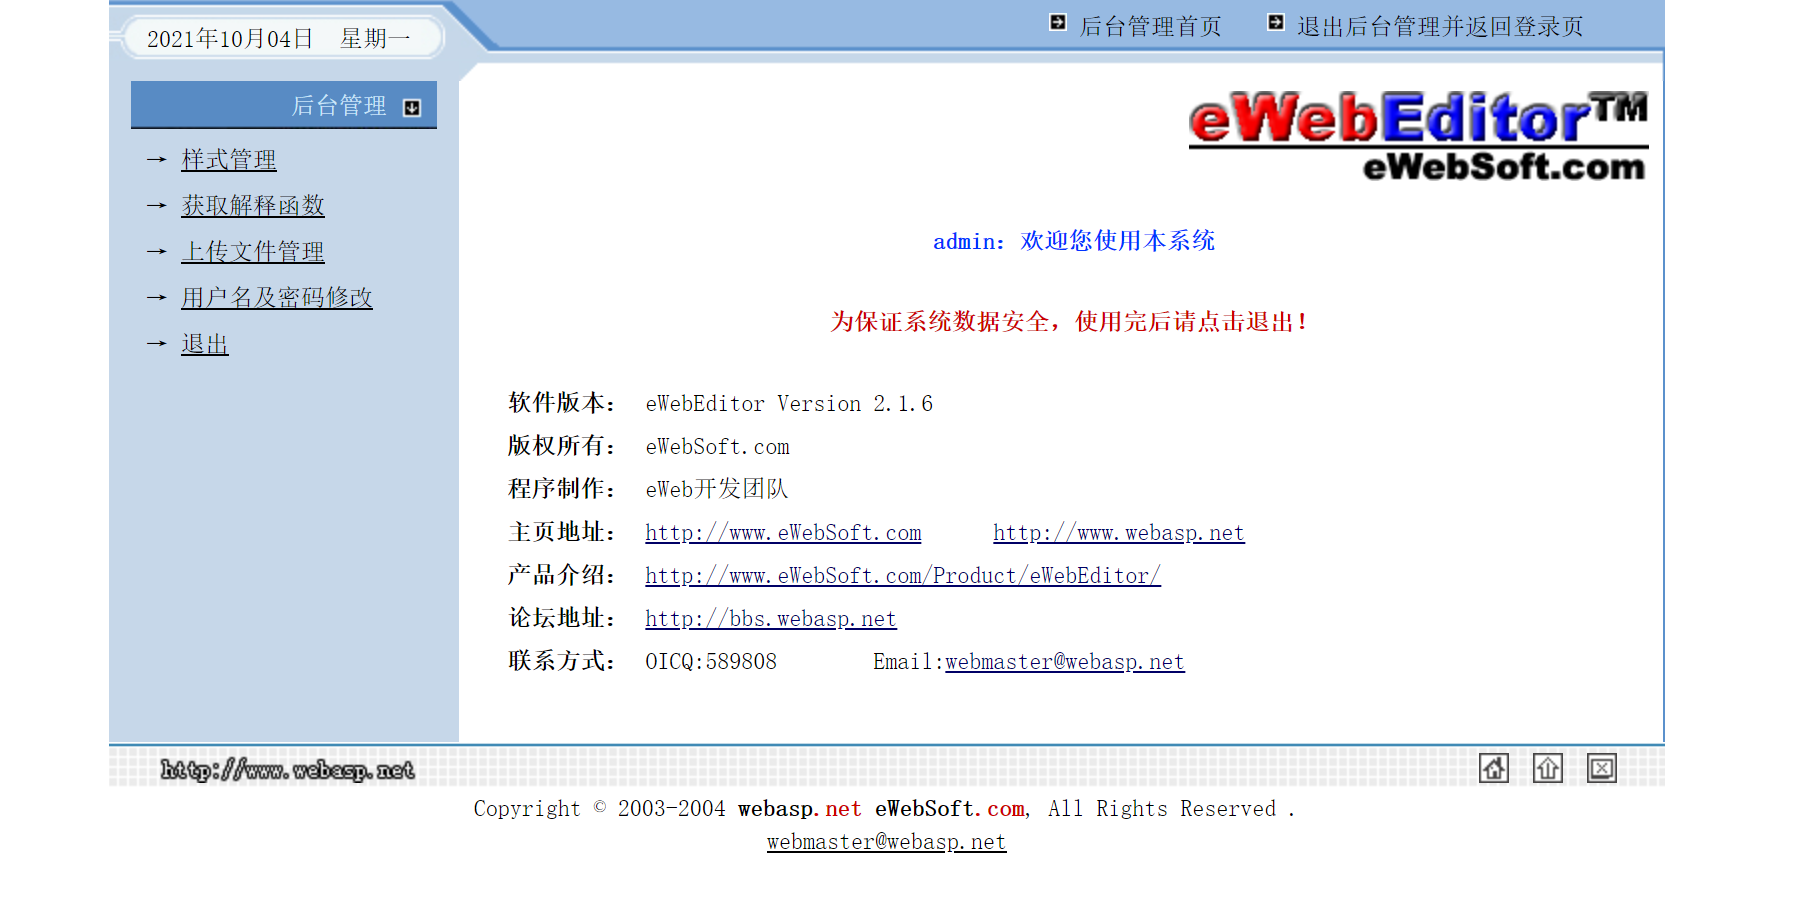 2021年10月04日 星期一
后台管理首页 退出后台管理并返回登录页
后台管理
→ 样式管理
→ 获取解释函数
→ 上传文件管理
→ 用户名及密码修改
→ 退出
eWebEditor™
eWebSoft.com
admin：欢迎您使用本系统
为保证系统数据安全，使用完后请点击退出！
软件版本： eWebEditor Version 2.1.6
版权所有： eWebSoft.com
程序制作： eWeb开发团队
主页地址： http://www.eWebSoft.com http://www.webasp.net
产品介绍： http://www.eWebSoft.com/Product/eWebEditor/
论坛地址： http://bbs.webasp.net
联系方式： OICQ:589808 Email:webmaster@webasp.net
http://www.webasp.net
Copyright © 2003-2004 webasp.net eWebSoft.com, All Rights Reserved .
webmaster@webasp.net